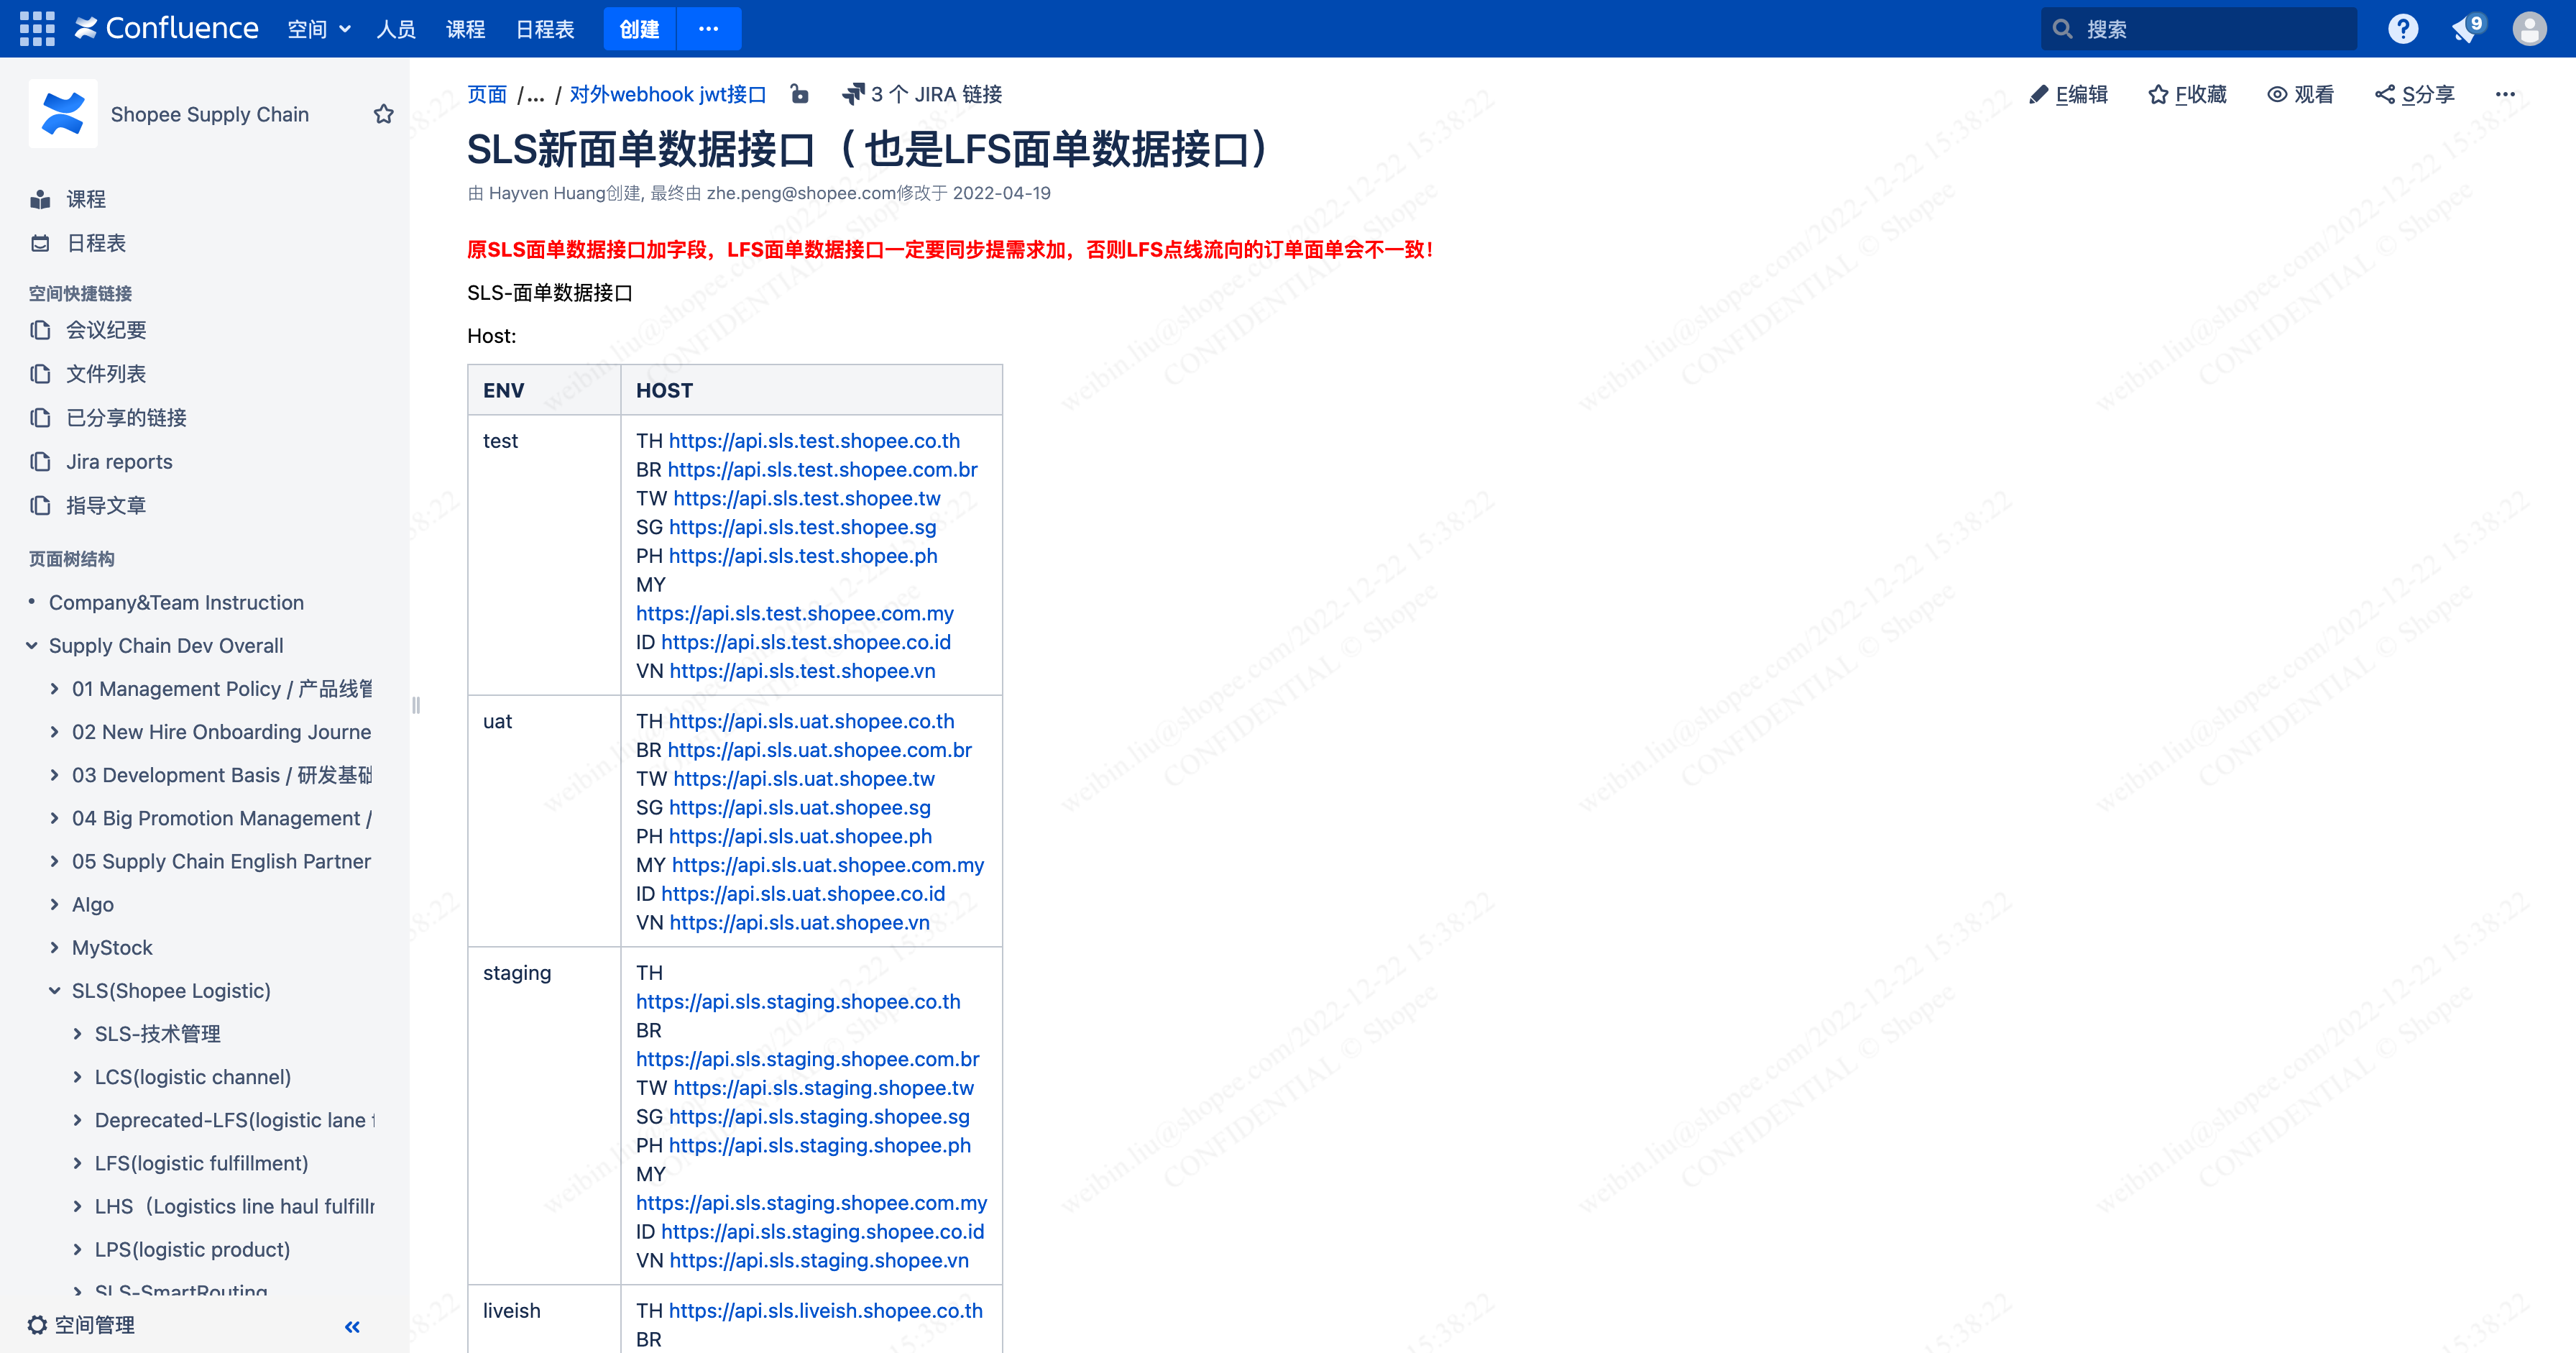 Confluence 空间 人员 课程 日程表 创建 ··· 搜索 9
Shopee Supply Chain
课程
日程表
空间快捷链接
会议纪要
文件列表
已分享的链接
Jira reports
指导文章
页面树结构
• Company&Team Instruction
Supply Chain Dev Overall
01 Management Policy / 产品线管
02 New Hire Onboarding Journe
03 Development Basis / 研发基础
04 Big Promotion Management /
05 Supply Chain English Partner
Algo
MyStock
SLS(Shopee Logistic)
SLS-技术管理
LCS(logistic channel)
Deprecated-LFS(logistic lane f
LFS(logistic fulfillment)
LHS（Logistics line haul fulfill
LPS(logistic product)
SLS-SmartRouting
空间管理
页面 /... / 对外webhook jwt接口 3 个 JIRA 链接
E编辑 F收藏 观看 S分享 ···
SLS新面单数据接口（ 也是LFS面单数据接口）
由 Hayven Huang创建, 最终由 zhe.peng@shopee.com修改于 2022-04-19
原SLS面单数据接口加字段，LFS面单数据接口一定要同步提需求加，否则LFS点线流向的订单面单会不一致！
SLS-面单数据接口
Host:
ENV HOST
test
TH https://api.sls.test.shopee.co.th
BR https://api.sls.test.shopee.com.br
TW https://api.sls.test.shopee.tw
SG https://api.sls.test.shopee.sg
PH https://api.sls.test.shopee.ph
MY
https://api.sls.test.shopee.com.my
ID https://api.sls.test.shopee.co.id
VN https://api.sls.test.shopee.vn
uat
TH https://api.sls.uat.shopee.co.th
BR https://api.sls.uat.shopee.com.br
TW https://api.sls.uat.shopee.tw
SG https://api.sls.uat.shopee.sg
PH https://api.sls.uat.shopee.ph
MY https://api.sls.uat.shopee.com.my
ID https://api.sls.uat.shopee.co.id
VN https://api.sls.uat.shopee.vn
staging
TH
https://api.sls.staging.shopee.co.th
BR
https://api.sls.staging.shopee.com.br
TW https://api.sls.staging.shopee.tw
SG https://api.sls.staging.shopee.sg
PH https://api.sls.staging.shopee.ph
MY
https://api.sls.staging.shopee.com.my
ID https://api.sls.staging.shopee.co.id
VN https://api.sls.staging.shopee.vn
liveish
TH https://api.sls.liveish.shopee.co.th
BR
weibin.liu@shopee.com/2022-12-22 15:38:22
CONFIDENTIAL © Shopee